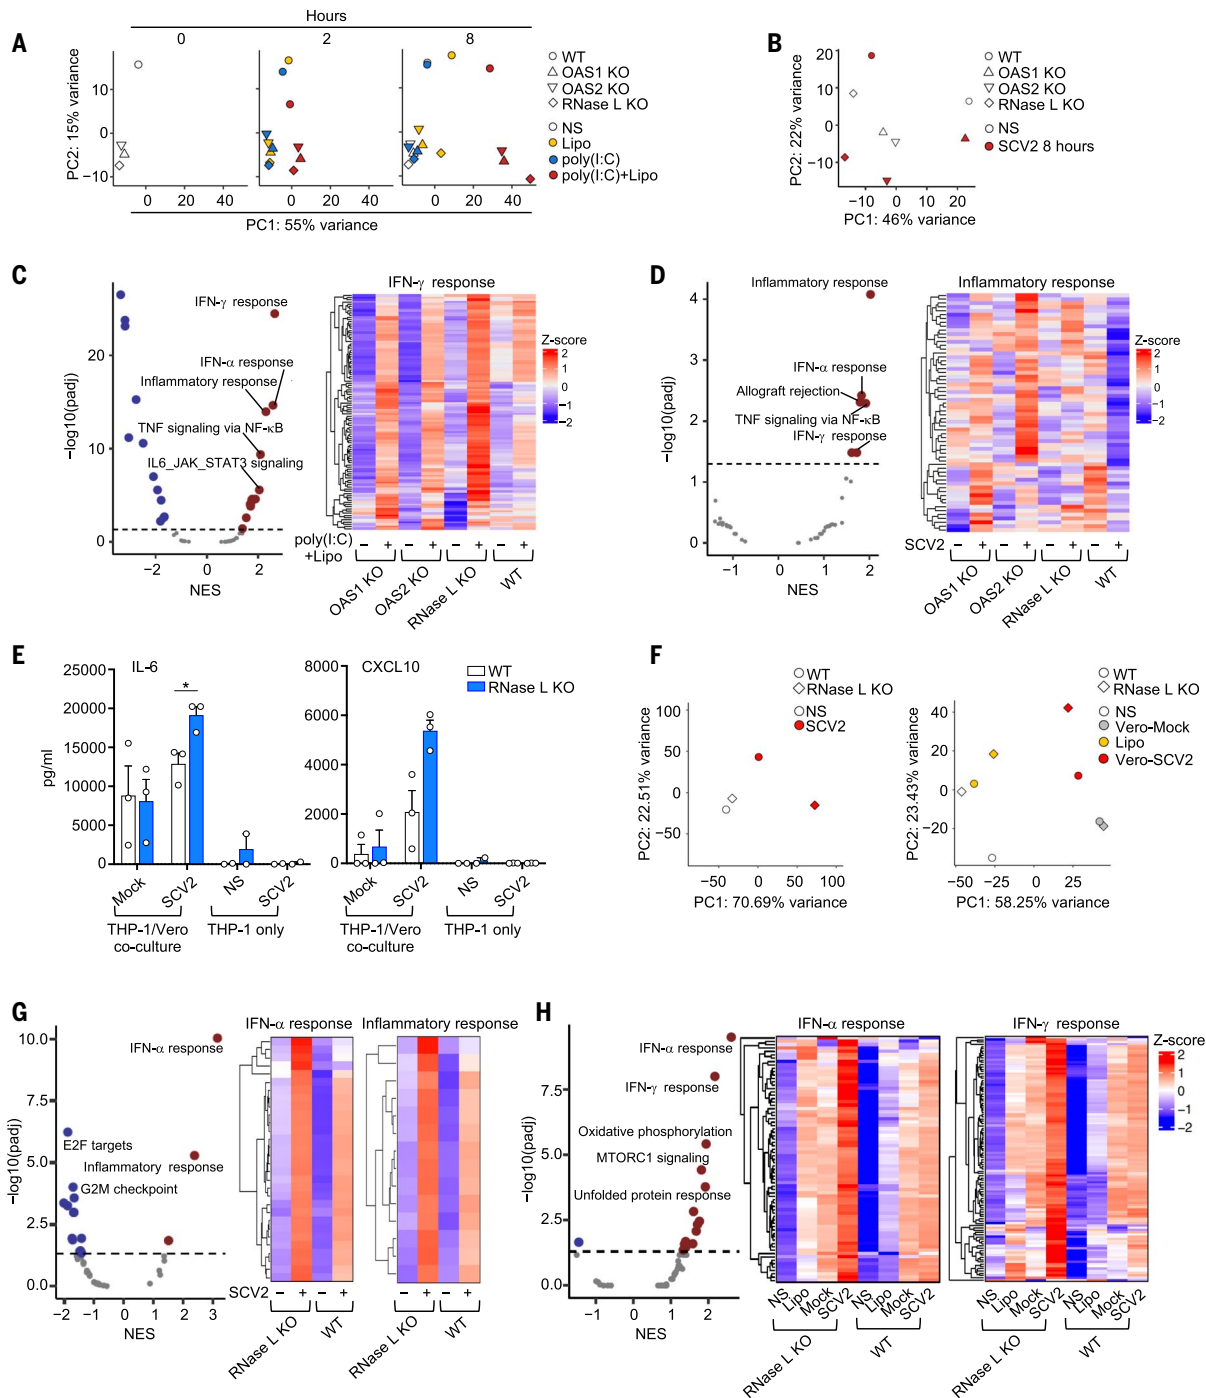 A
Hours
0
2
8
PC2: 15% variance
10
0
−10
0 20 40
0 20 40
0 20 40
PC1: 55% variance
WT
OAS1 KO
OAS2 KO
RNase L KO
NS
Lipo
poly(I:C)
poly(I:C)+Lipo
B
PC2: 22% variance
20
10
0
−10
−10 0 10 20
PC1: 46% variance
WT
OAS1 KO
OAS2 KO
RNase L KO
NS
SCV2 8 hours
C
−log10(padj)
20
10
0
−2 0 2
NES
IFN-γ response
IFN-α response
Inflammatory response
TNF signaling via NF-κB
IL6_JAK_STAT3 signaling
IFN-γ response
Z-score
2
1
0
−1
−2
poly(I:C)
+Lipo
− + − + − + − +
OAS1 KO
OAS2 KO
RNase L KO
WT
D
−log10(padj)
4
3
2
1
0
−1 0 1 2
NES
Inflammatory response
IFN-α response
Allograft rejection
TNF signaling via NF-κB
IFN-γ response
Inflammatory response
Z-score
2
1
0
−1
−2
SCV2
− + − + − + − +
OAS1 KO
OAS2 KO
RNase L KO
WT
E
IL-6
pg/ml
25000
20000
15000
10000
5000
0
*
Mock
SCV2
NS
SCV2
THP-1/Vero
co-culture
THP-1 only
CXCL10
8000
6000
4000
2000
0
WT
RNase L KO
Mock
SCV2
NS
SCV2
THP-1/Vero
co-culture
THP-1 only
F
PC2: 22.51% variance
100
50
0
−50
−50 0 50 100
PC1: 70.69% variance
WT
RNase L KO
NS
SCV2
PC2: 23.43% variance
40
20
0
−20
−50 −25 0 25
PC1: 58.25% variance
WT
RNase L KO
NS
Vero-Mock
Lipo
Vero-SCV2
G
−log10(padj)
10.0
7.5
5.0
2.5
0.0
−2 −1 0 1 2 3
NES
IFN-α response
E2F targets
Inflammatory response
G2M checkpoint
IFN-α response
Inflammatory response
SCV2
− + − +
− + − +
RNase L KO
WT
RNase L KO
WT
H
−log10(padj)
7.5
5.0
2.5
0.0
−1 0 1 2
NES
IFN-α response
IFN-γ response
Oxidative phosphorylation
MTORC1 signaling
Unfolded protein response
IFN-α response
IFN-γ response
Z-score
2
1
0
−1
−2
NS
Lipo
Mock
SCV2
NS
Lipo
Mock
SCV2
RNase L KO
WT
NS
Lipo
Mock
SCV2
NS
Lipo
Mock
SCV2
RNase L KO
WT